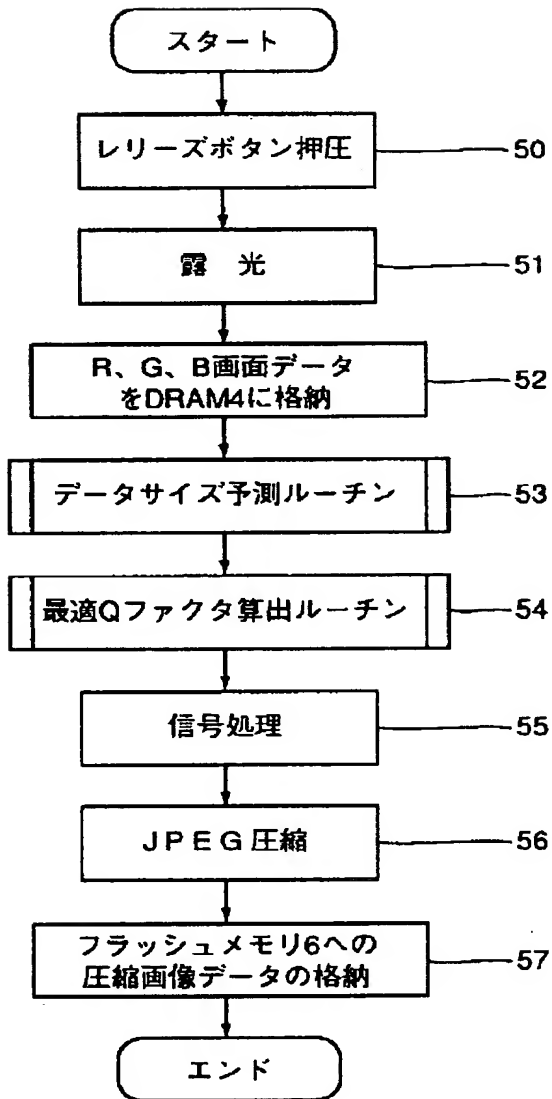 スタート
レリーズボタン押圧
50
露 光
51
R、G、B画面データ
をDRAM4に格納
52
データサイズ予測ルーチン
53
最適Qファクタ算出ルーチン
54
信号処理
55
JPEG圧縮
56
フラッシュメモリ6への
圧縮画像データの格納
57
エンド